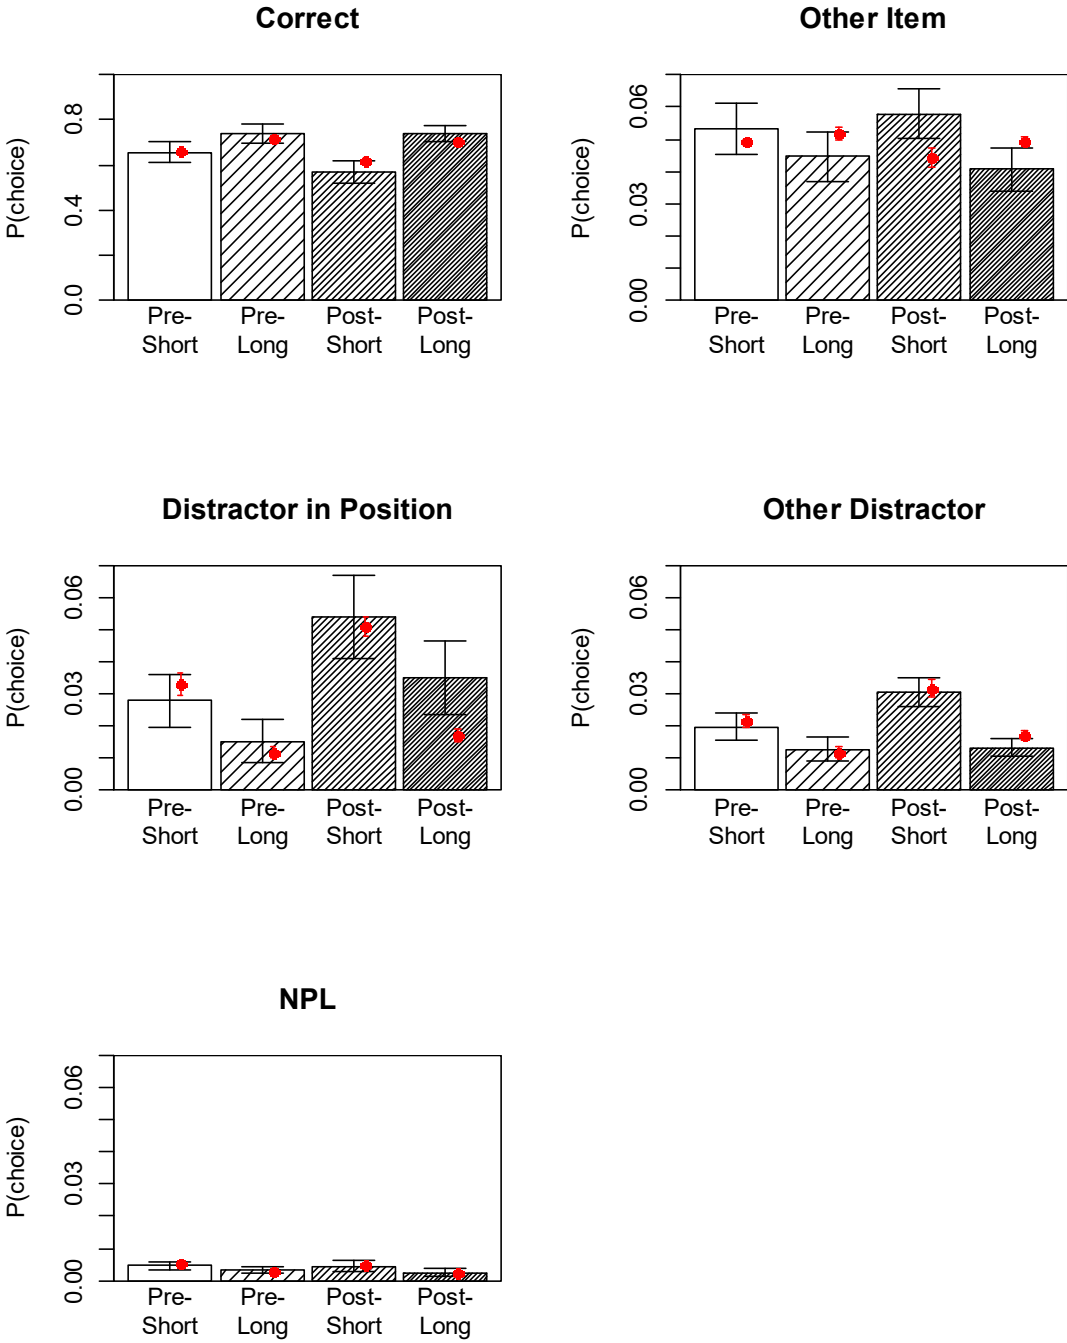 Correct
P(choice)
0.0
0.4
0.8
Pre-Short
Pre-Long
Post-Short
Post-Long
Other Item
P(choice)
0.00
0.03
0.06
Pre-Short
Pre-Long
Post-Short
Post-Long
Distractor in Position
P(choice)
0.00
0.03
0.06
Pre-Short
Pre-Long
Post-Short
Post-Long
Other Distractor
P(choice)
0.00
0.03
0.06
Pre-Short
Pre-Long
Post-Short
Post-Long
NPL
P(choice)
0.00
0.03
0.06
Pre-Short
Pre-Long
Post-Short
Post-Long